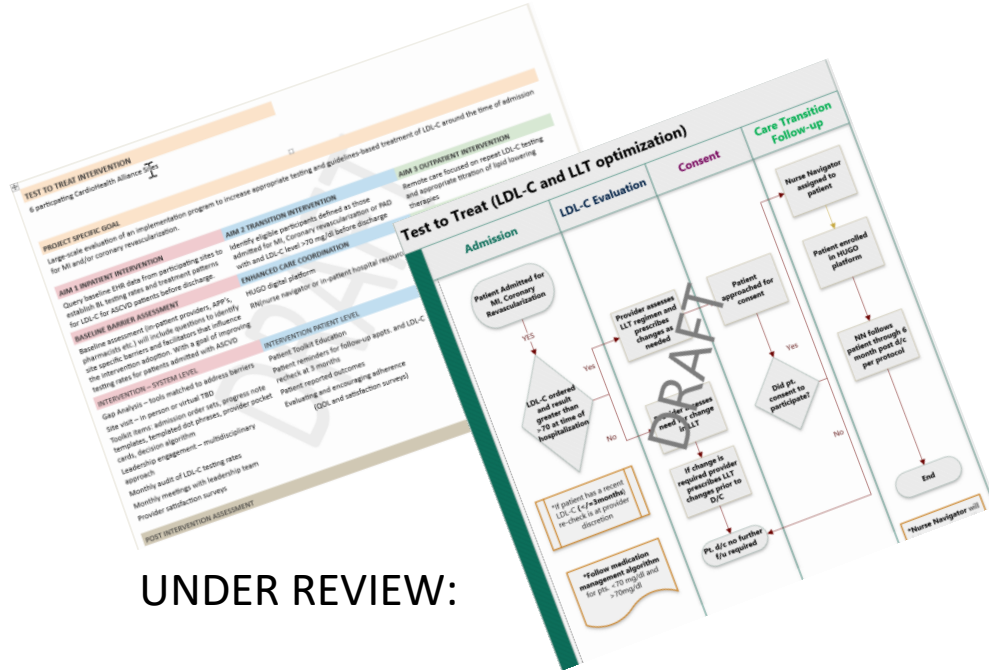 TEST TO TREAT INTERVENTION
6 participating CardioHealth Alliance Sites
PROJECT SPECIFIC GOAL
Large-scale evaluation of an implementation program to increase appropriate testing and guidelines-based treatment of LDL-C around the time of admission
for MI and/or coronary revascularization.
AIM 1 INPATIENT INTERVENTION
Query baseline EHR data from participating sites to
establish BL testing rates and treatment patterns
for LDL-C for ASCVD patients before discharge.
BASELINE BARRIER ASSESSMENT
Baseline assessment (in-patient providers, APP's,
pharmacists etc.) will include questions to identify
site specific barriers and facilitators that influence
the intervention adoption. With a goal of improving
testing rates for patients admitted with ASCVD
INTERVENTION – SYSTEM LEVEL
Gap Analysis – tools matched to address barriers
Site visit – in person or virtual TBD
Toolkit items: admission order sets, progress note
templates, templated dot phrases, provider pocket
cards, decision algorithm
Leadership engagement – multidisciplinary
approach
Monthly audit of LDL-C testing rates
Monthly meetings with leadership team
Provider satisfaction surveys
POST INTERVENTION ASSESSMENT
AIM 2 TRANSITION INTERVENTION
Identify eligible participants defined as those
admitted for MI, Coronary revascularization or PAD
with and LDL-C level >70 mg/dl before discharge
ENHANCED CARE COORDINATION
HUGO digital platform
RN(nurse navigator or in-patient hospital resource
INTERVENTION PATIENT LEVEL
Patient Toolkit Education
Patient reminders for follow-up appts. and LDL-C
recheck at 3 months
Patient reported outcomes
Evaluating and encouraging adherence
(QOL and satisfaction surveys)
AIM 3 OUTPATIENT INTERVENTION
Remote care focused on repeat LDL-C testing
and appropriate titration of lipid lowering
therapies
DRAFT
Test to Treat (LDL-C and LLT optimization)
Admission
LDL-C Evaluation
Consent
Care Transition
Follow-up
Patient Admitted for
MI, Coronary
Revascularization
YES
LDL-C ordered
and result
greater than
>70 at time of
hospitalization
Yes
No
*If patient has a recent
LDL-C (</=3months)
re-check is at provider
discretion
*Follow medication
management algorithm
for pts. <70 mg/dl and
>70mg/dl
Provider assesses
LLT regimen and
prescribes
changes as
needed
Provider assesses
need for change
in LLT
If change is
required provider
prescribes LLT
changes prior to
D/C
Pt. d/c no further
f/u required
Patient
approached for
consent
Did pt.
consent to
participate?
Yes
No
Nurse Navigator
assigned to
patient
Patient enrolled
in HUGO
platform
NN follows
patient through 6
month post d/c
per protocol
End
*Nurse Navigator will
DRAFT
UNDER REVIEW: